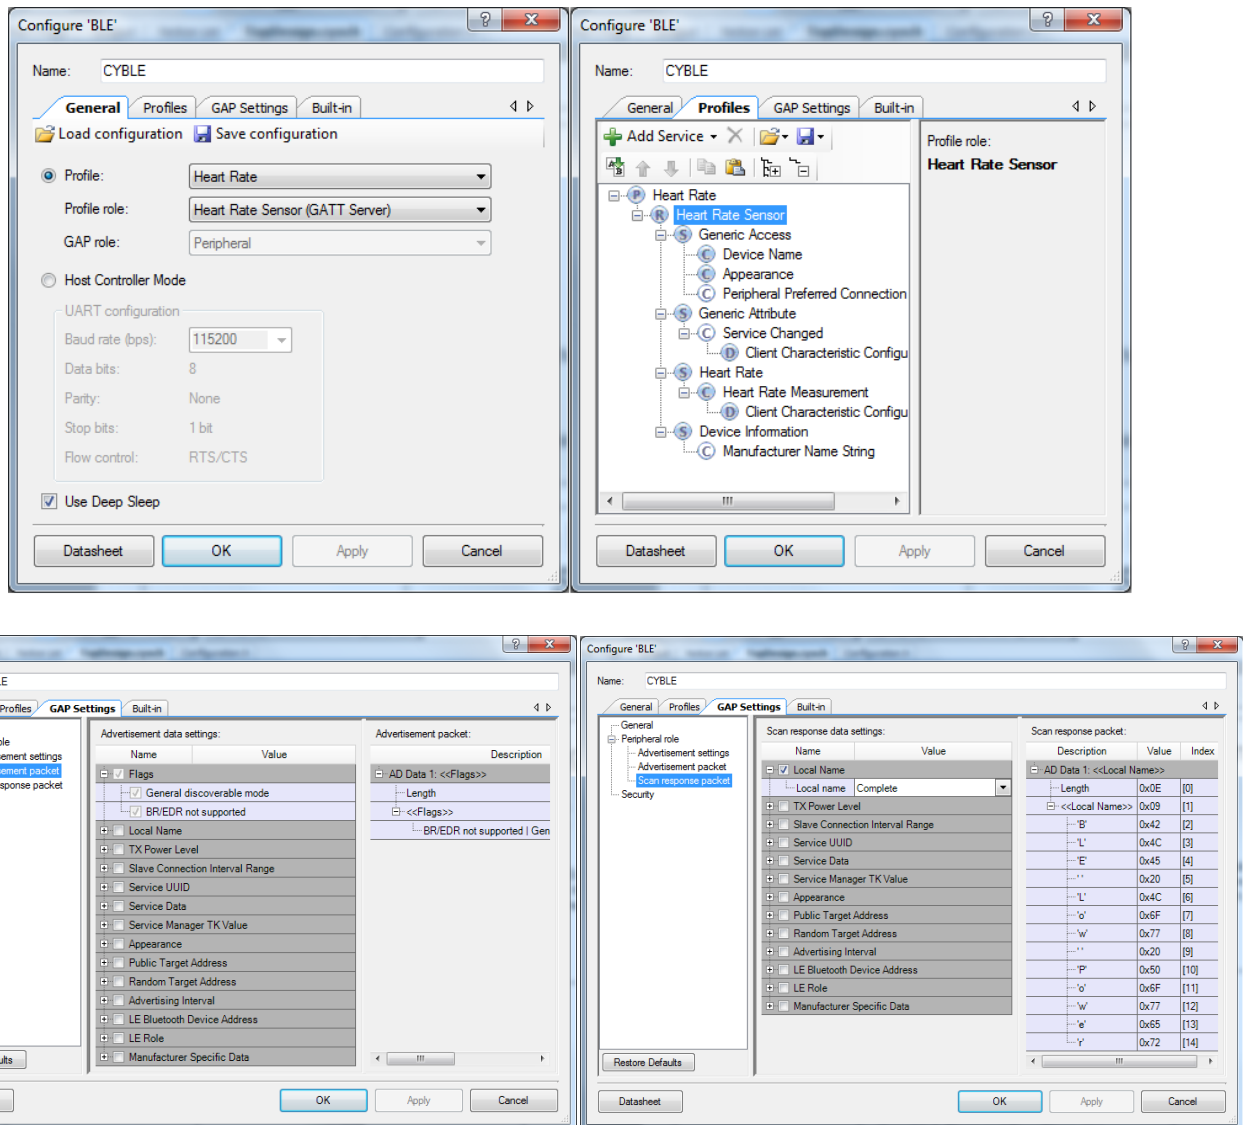 Configure 'BLE'
Name: CYBLE
General Profiles GAP Settings Built-in
Load configuration Save configuration
Profile: Heart Rate
Profile role: Heart Rate Sensor (GATT Server)
GAP role: Peripheral
Host Controller Mode
UART configuration
Baud rate (bps): 115200
Data bits: 8
Parity: None
Stop bits: 1 bit
Flow control: RTS/CTS
Use Deep Sleep
Datasheet OK Apply Cancel
Configure 'BLE'
Name: CYBLE
General Profiles GAP Settings Built-in
Add Service
Profile role:
Heart Rate Sensor
P Heart Rate
R Heart Rate Sensor
S Generic Access
C Device Name
C Appearance
C Peripheral Preferred Connection
S Generic Attribute
C Service Changed
D Client Characteristic Configu
S Heart Rate
C Heart Rate Measurement
D Client Characteristic Configu
S Device Information
C Manufacturer Name String
Datasheet OK Apply Cancel
LE
Profiles GAP Settings Built-in
ole
sement settings
sement packet
sponse packet
ults
Advertisement data settings:
Name Value
Flags
General discoverable mode
BR/EDR not supported
Local Name
TX Power Level
Slave Connection Interval Range
Service UUID
Service Data
Service Manager TK Value
Appearance
Public Target Address
Random Target Address
Advertising Interval
LE Bluetooth Device Address
LE Role
Manufacturer Specific Data
Advertisement packet:
Description
AD Data 1: <<Flags>>
Length
<<Flags>>
BR/EDR not supported | Gen
OK Apply Cancel
Configure 'BLE'
Name: CYBLE
General Profiles GAP Settings Built-in
General
Peripheral role
Advertisement settings
Advertisement packet
Scan response packet
Security
Restore Defaults
Scan response data settings:
Name Value
Local Name
Local name Complete
TX Power Level
Slave Connection Interval Range
Service UUID
Service Data
Service Manager TK Value
Appearance
Public Target Address
Random Target Address
Advertising Interval
LE Bluetooth Device Address
LE Role
Manufacturer Specific Data
Scan response packet:
Description Value Index
AD Data 1: <<Local Name>>
Length 0x0E [0]
<<Local Name>> 0x09 [1]
'B' 0x42 [2]
'L' 0x4C [3]
'E' 0x45 [4]
' ' 0x20 [5]
'L' 0x4C [6]
'o' 0x6F [7]
'w' 0x77 [8]
' ' 0x20 [9]
'P' 0x50 [10]
'o' 0x6F [11]
'w' 0x77 [12]
'e' 0x65 [13]
'r' 0x72 [14]
Datasheet OK Apply Cancel